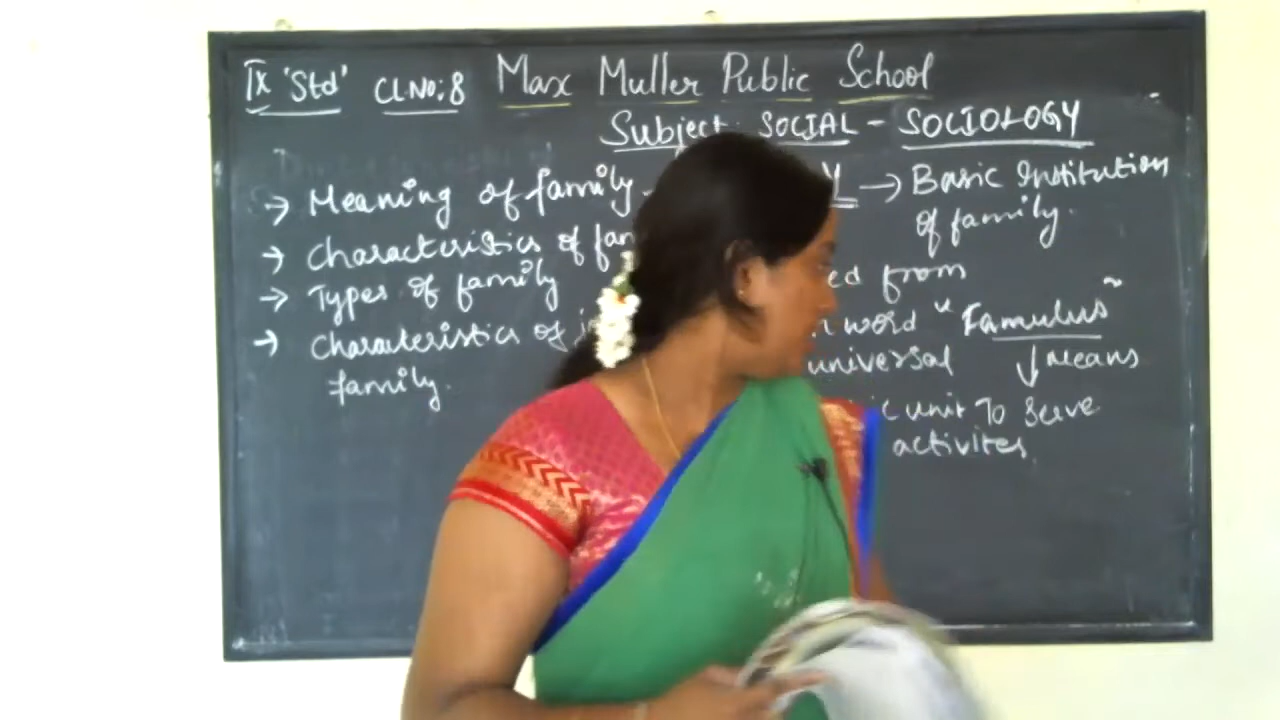 IX 'Std' Cl No: 8 Max Muller Public School
Subject: SOCIAL - SOCIOLOGY
→ Meaning of family → Basic Institution of family.
→ Characteristics of
→ Types of family from
word "Famulus"
→ Characteristics of universal ↓ Means
family. unit To Serve
activites